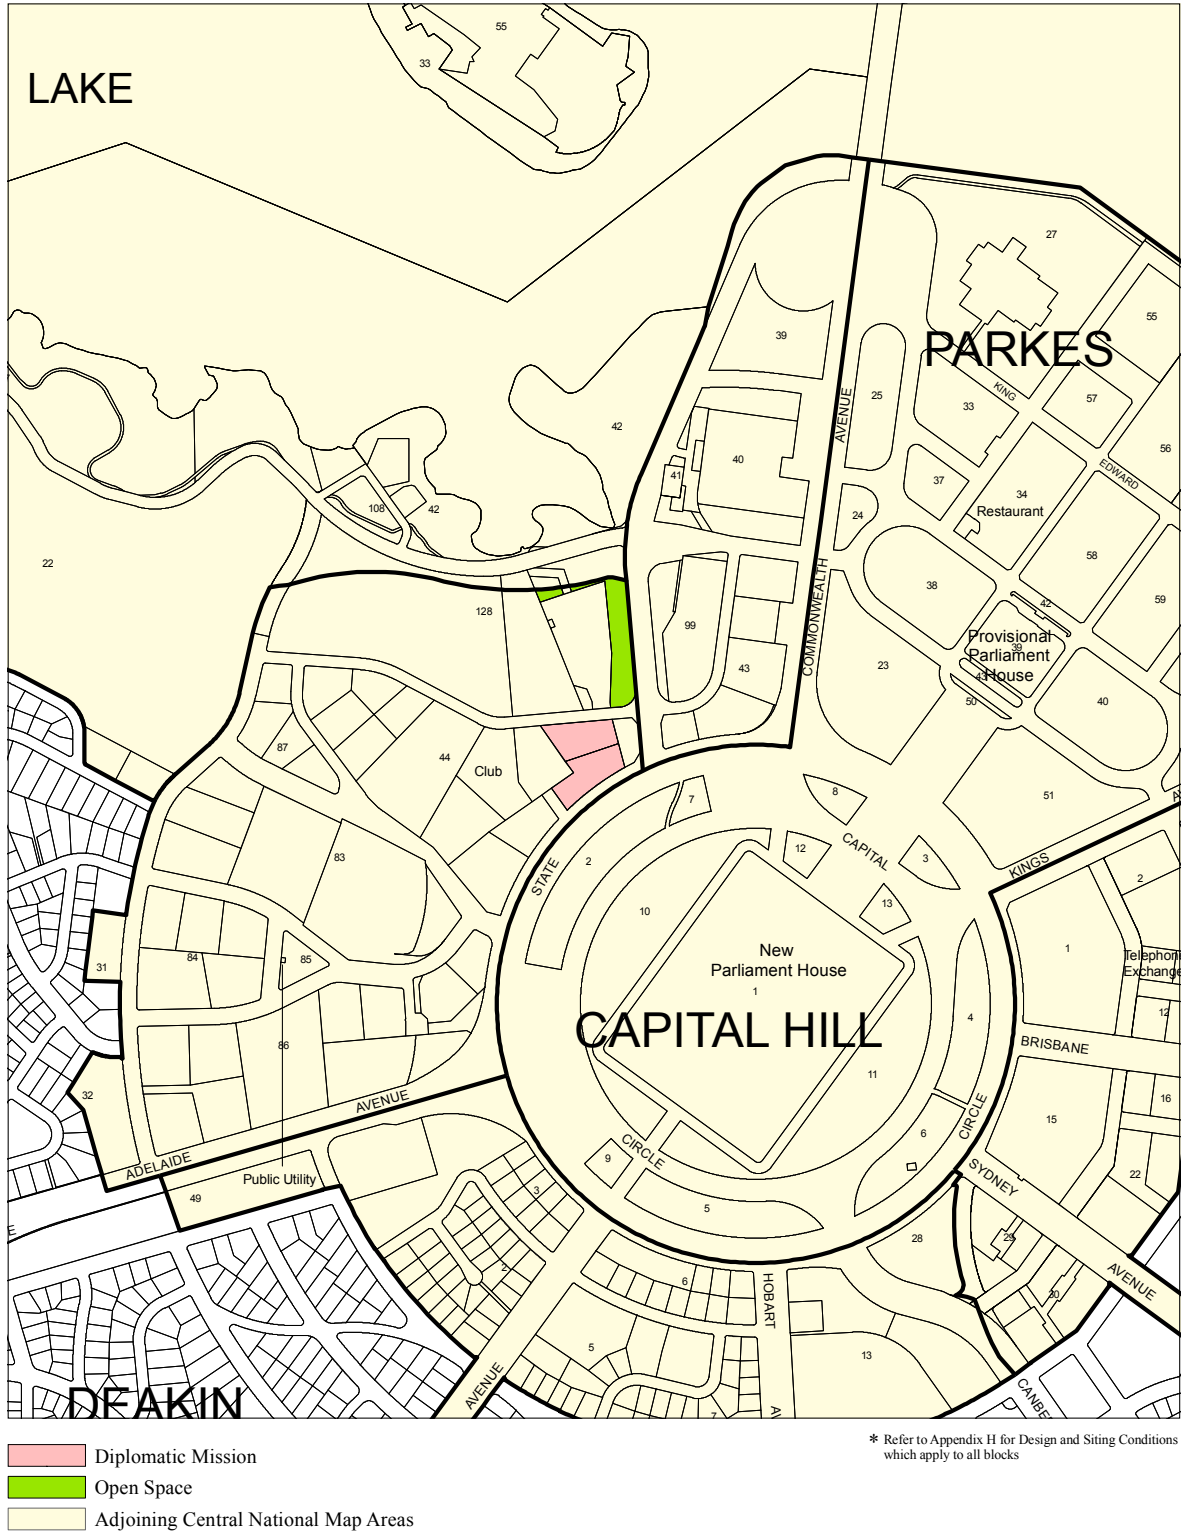 55
33
LAKE
27
55
39
PARKES
KING
57
25
33
AVENUE
42
56
40
EDWARD
41
37
34
Restaurant
108
42
24
22
58
COMMONWEALTH
38
59
42
128
99
Provisional
39
Parliament
43
House
43
23
50
40
87
44
Club
51
7
8
CAPITAL
KINGS
83
2
STATE
12
3
2
10
13
84
85
31
New
Parliament House
1
1
Telephon
Exchange
CAPITAL HILL
4
12
86
BRISBANE
11
32
AVENUE
16
15
CIRCLE
6
CIRCLE
9
ADELAIDE
SYDNEY
Public Utility
49
3
22
5
E
28
29
2
6
HOBART
AVENUE
30
5
13
AVENUE
DEAKIN
7
AV
CANBE
Diplomatic Mission
Open Space
Adjoining Central National Map Areas
* Refer to Appendix H for Design and Siting Conditions
which apply to all blocks